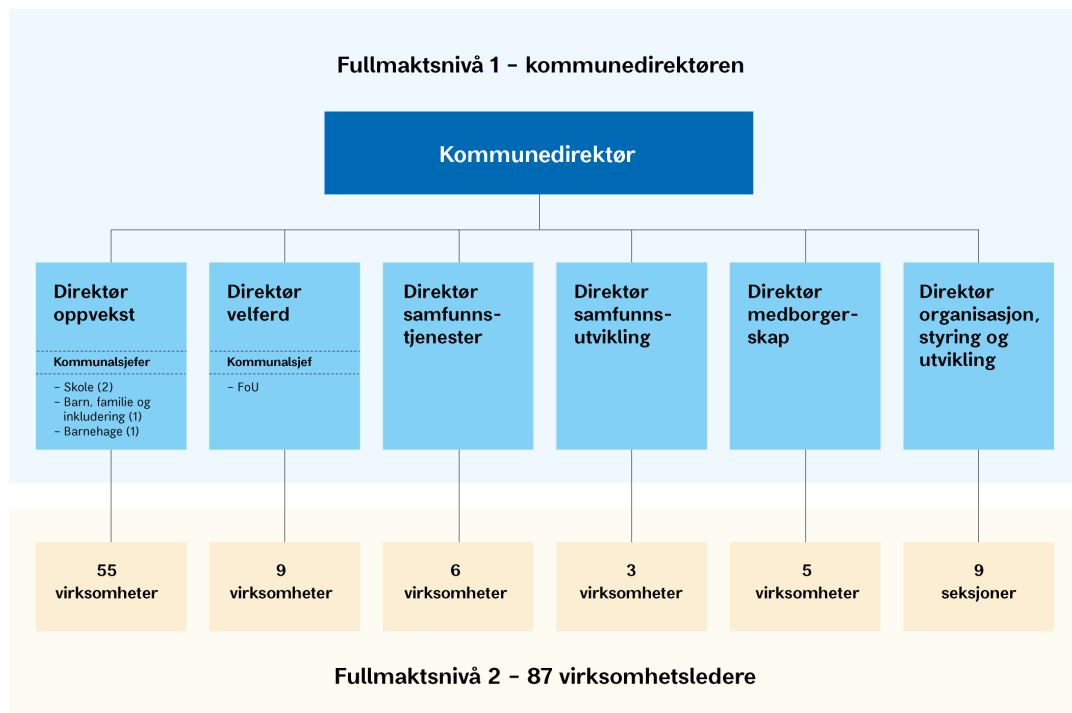 Fullmaktsnivå 1 – kommunedirektøren
Kommunedirektør
Direktør
oppvekst
Kommunalsjefer
– Skole (2)
– Barn, familie og
inkludering (1)
– Barnehage (1)
Direktør
velferd
Kommunalsjef
– FoU
Direktør
samfunns-
tjenester
Direktør
samfunns-
utvikling
Direktør
medborger-
skap
Direktør
organisasjon,
styring og
utvikling
55
virksomheter
9
virksomheter
6
virksomheter
3
virksomheter
5
virksomheter
9
seksjoner
Fullmaktsnivå 2 – 87 virksomhetsledere